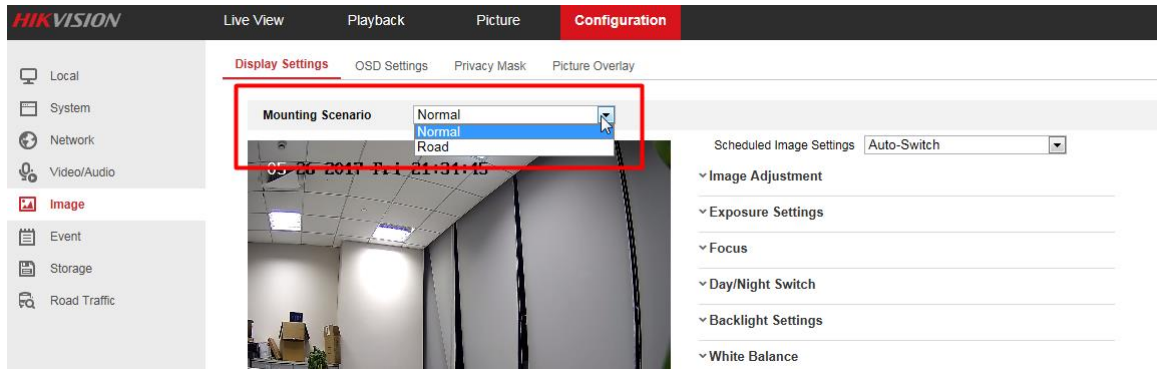 HIKVISION
Live View Playback Picture Configuration
Local
System
Network
Video/Audio
Image
Event
Storage
Road Traffic
Display Settings OSD Settings Privacy Mask Picture Overlay
Mounting Scenario Normal
Normal
Road
05-26-2017 Fri 21:31:45
Scheduled Image Settings Auto-Switch
Image Adjustment
Exposure Settings
Focus
Day/Night Switch
Backlight Settings
White Balance